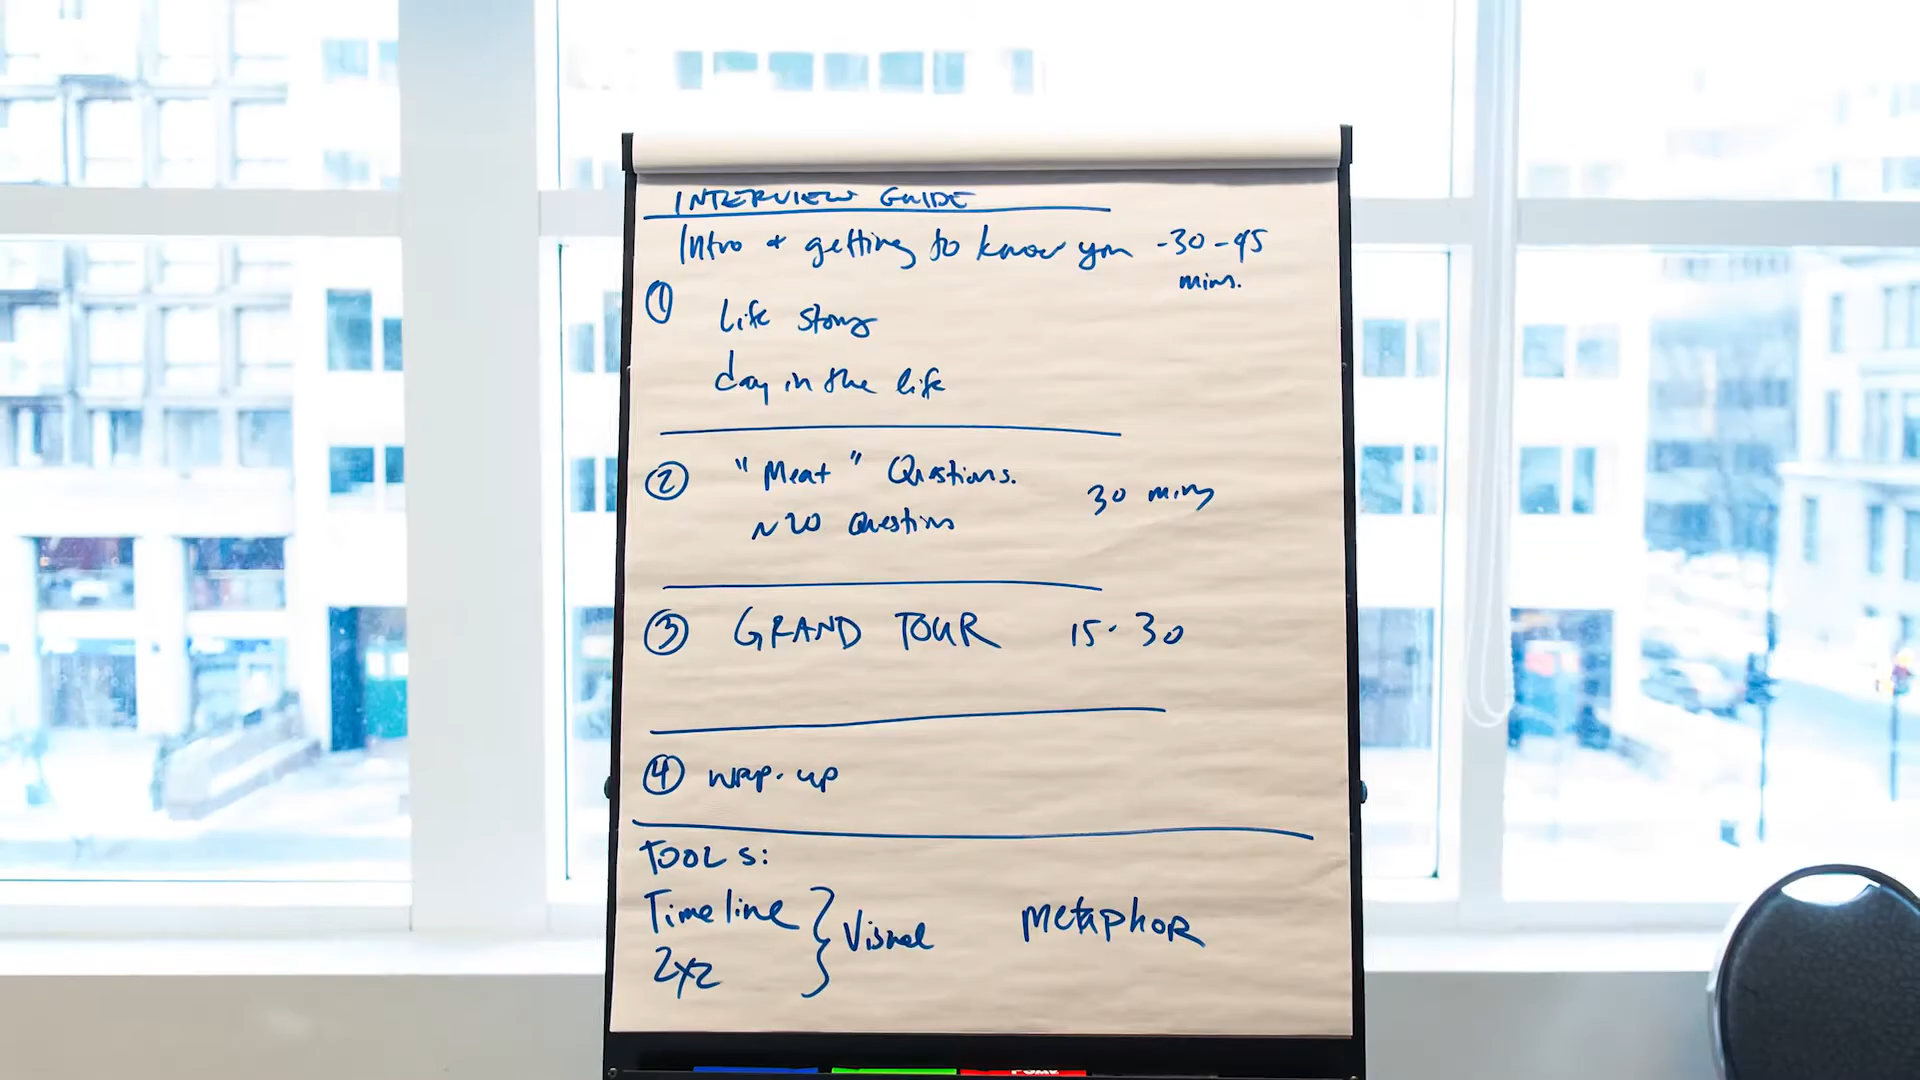 INTERVIEW GUIDE
Intro + getting to know you - 30 - 45 mins.
① Life story
day in the life
② "Meat" Questions.
~ 20 Questions
30 mins
③ GRAND TOUR 15 - 30
④ wrap-up
TOOLS:
Timeline
2x2
} Visual
Metaphor